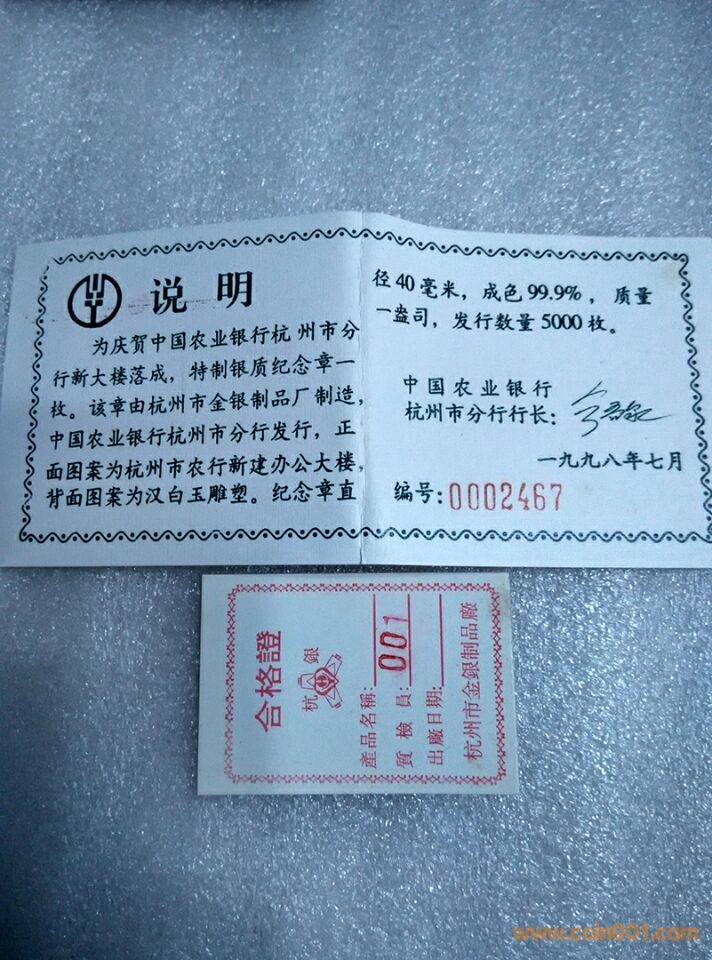 说明
为庆贺中国农业银行杭州市分
行新大楼落成，特制银质纪念章一
枚。该章由杭州市金银制品厂制造，
中国农业银行杭州市分行发行，正
面图案为杭州市农行新建办公大楼，
背面图案为汉白玉雕塑。纪念章直
径40毫米，成色99.9%，质量
一盎司，发行数量5000枚。
中国农业银行
杭州市分行行长：
一九九八年七月
编号：0002467
合格證
杭 銀
產品名稱：
質檢員：001
出廠日期：
杭州市金銀制品廠
www.coin001.com